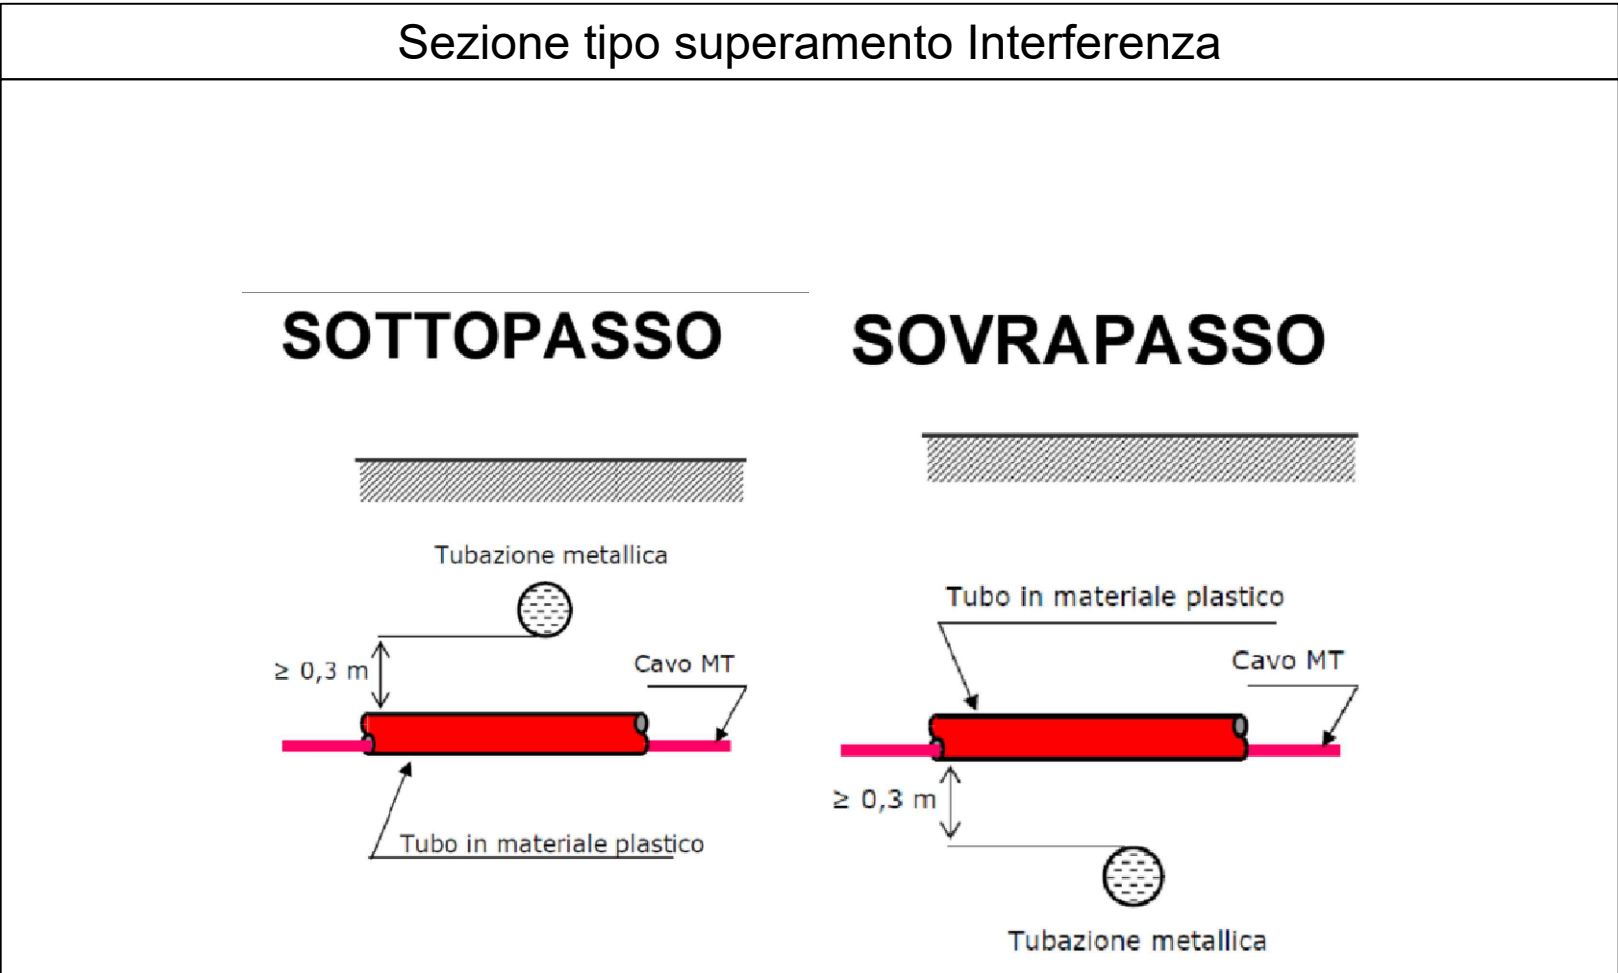 Sezione tipo superamento Interferenza
SOTTOPASSO
Tubazione metallica
≥ 0,3 m
Cavo MT
Tubo in materiale plastico
SOVRAPASSO
Tubo in materiale plastico
Cavo MT
≥ 0,3 m
Tubazione metallica